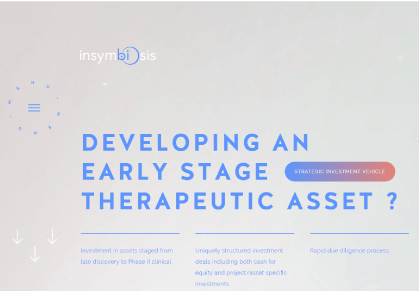 insymbiosis
DEVELOPING AN
EARLY STAGE
STRATEGIC INVESTMENT VEHICLE
THERAPEUTIC ASSET ?
Investment in assets staged from
late discovery to Phase II clinical
Uniquely structured investment
deals including both cash for
equity and project/asset specific
investments
Rapid due diligence process